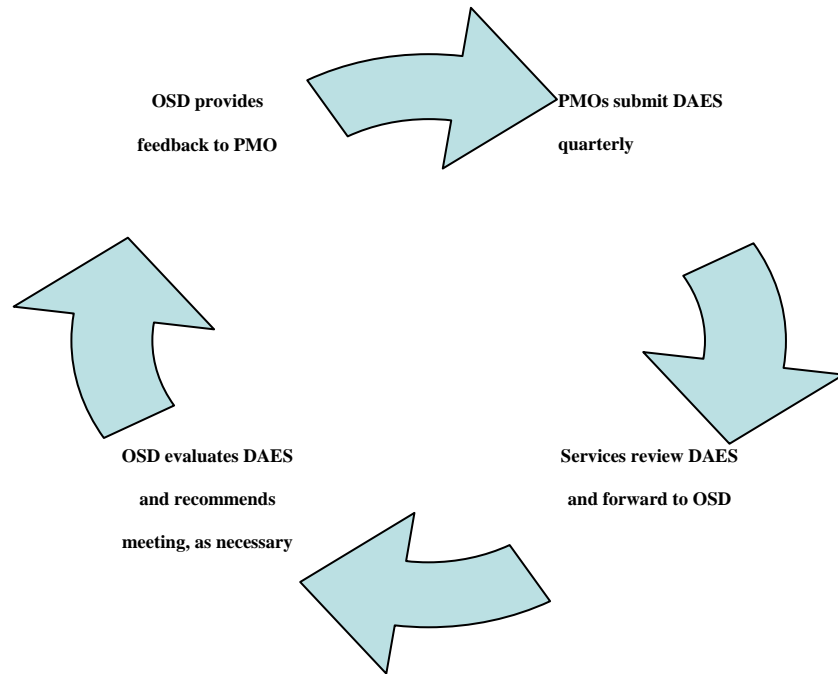 OSD provides
feedback to PMO
PMOs submit DAES
quarterly
Services review DAES
and forward to OSD
OSD evaluates DAES
and recommends
meeting, as necessary